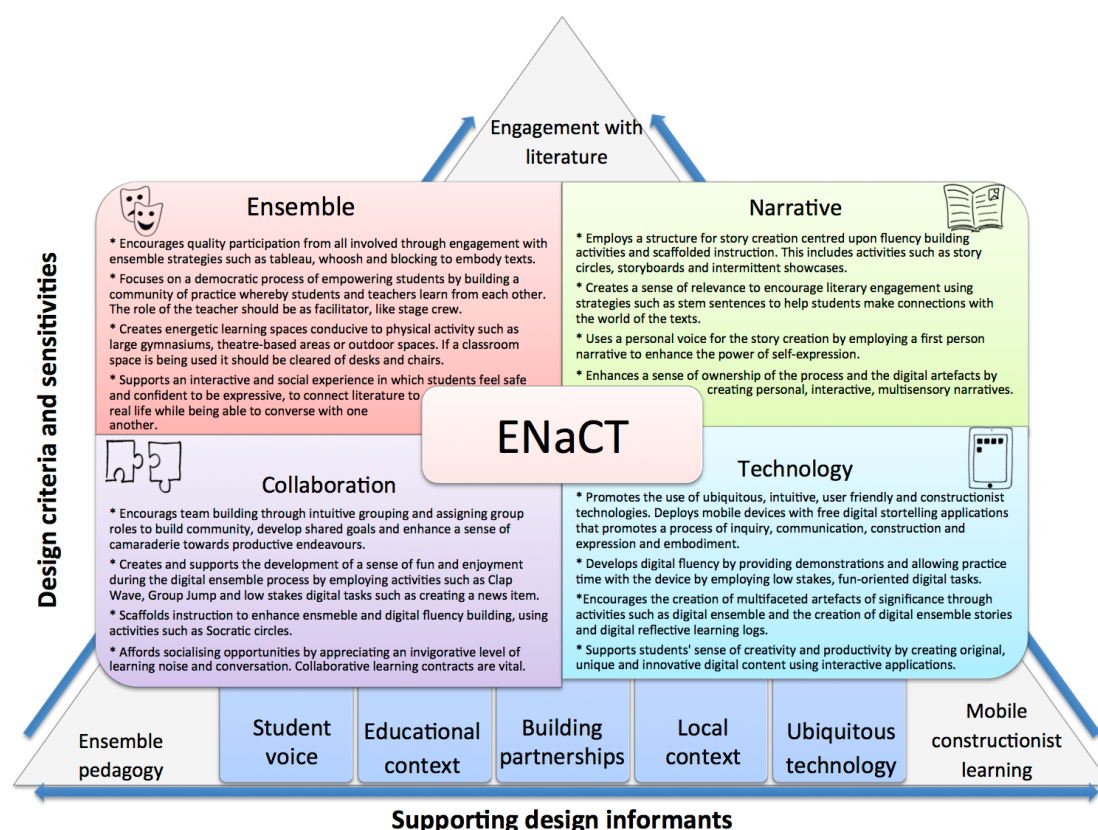 Engagement with
literature
Design criteria and sensitivities
Ensemble
* Encourages quality participation from all involved through engagement with
ensemble strategies such as tableau, whoosh and blocking to embody texts.
* Focuses on a democratic process of empowering students by building a
community of practice whereby students and teachers learn from each other.
The role of the teacher should be as facilitator, like stage crew.
* Creates energetic learning spaces conducive to physical activity such as
large gymnasiums, theatre-based areas or outdoor spaces. If a classroom
space is being used it should be cleared of desks and chairs.
* Supports an interactive and social experience in which students feel safe
and confident to be expressive, to connect literature to
real life while being able to converse with one
another.
Narrative
* Employs a structure for story creation centred upon fluency building
activities and scaffolded instruction. This includes activities such as story
circles, storyboards and intermittent showcases.
* Creates a sense of relevance to encourage literary engagement using
strategies such as stem sentences to help students make connections with
the world of the texts.
* Uses a personal voice for the story creation by employing a first person
narrative to enhance the power of self-expression.
* Enhances a sense of ownership of the process and the digital artefacts by
creating personal, interactive, multisensory narratives.
ENaCT
Collaboration
* Encourags team building through intuitive grouping and assigning group
roles to build community, develop shared goals and enhance a sense of
camaraderie towards productive endeavours.
* Creates and supports the development of a sense of fun and enjoyment
during the digital ensemble process by employing activities such as Clap
Wave, Group Jump and low stakes digital tasks such as creating a news item.
* Scaffolds instruction to enhance ensmeble and digital fluency building, using
activities such as Socratic circles.
* Affords socialising opportunities by appreciating an invigorative level of
learning noise and conversation. Collaborative learning contracts are vital.
Technology
* Promotes the use of ubiquitous, intuitive, user friendly and constructionist
technologies. Deploys mobile devices with free digital stortelling applications
that promotes a process of inquiry, communication, construction and
expression and embodiment.
* Develops digital fluency by providing demonstrations and allowing practice
time with the device by employing low stakes, fun-oriented digital tasks.
*Encourages the creation of multifaceted artefacts of significance through
activities such as digital ensemble and the creation of digital ensemble stories
and digital reflective learning logs.
* Supports students' sense of creativity and productivity by creating original,
unique and innovative digital content using interactive applications.
Ensemble
pedagogy
Student
voice
Educational
context
Building
partnerships
Local
context
Ubiquitous
technology
Mobile
constructionist
learning
Supporting design informants